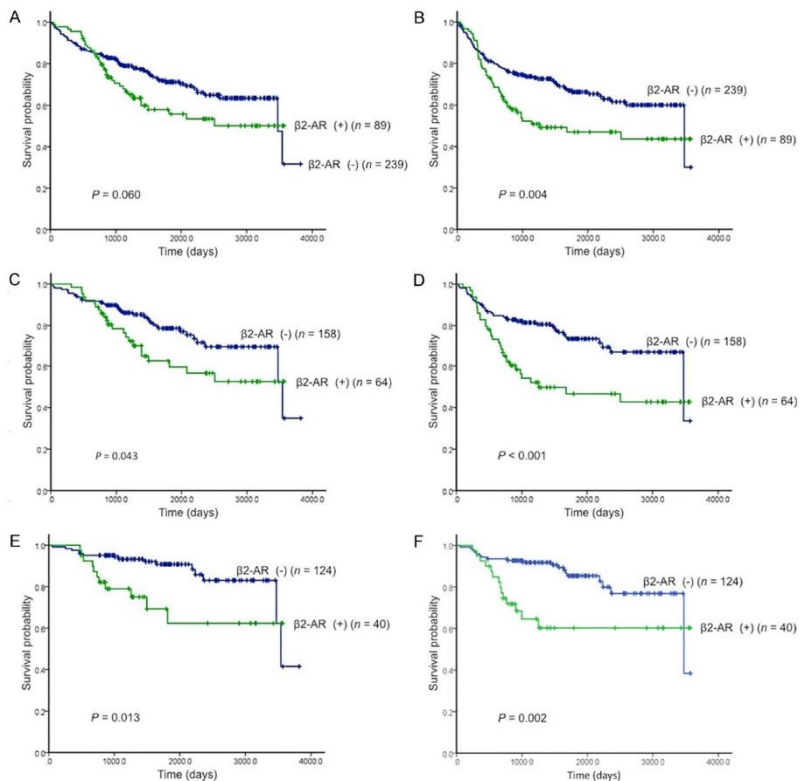 A
Survival probability
1.0
0.8
0.6
0.4
0.2
0.0
β2-AR (+) (n = 89)
β2-AR (-) (n = 239)
P = 0.060
0 1000.0 2000.0 3000.0 4000.0
Time (days)
B
Survival probability
1.0
0.8
0.6
0.4
0.2
0.0
β2-AR (-) (n = 239)
β2-AR (+) (n = 89)
P = 0.004
0 1000.0 2000.0 3000.0 4000.0
Time (days)
C
Survival probability
1.0
0.8
0.6
0.4
0.2
0.0
β2-AR (-) (n = 158)
β2-AR (+) (n = 64)
P = 0.043
0 1000.0 2000.0 3000.0 4000.0
Time (days)
D
Survival probability
1.0
0.8
0.6
0.4
0.2
0.0
β2-AR (-) (n = 158)
β2-AR (+) (n = 64)
P < 0.001
0 1000.0 2000.0 3000.0 4000.0
Time (days)
E
Survival probability
1.0
0.8
0.6
0.4
0.2
0.0
β2-AR (-) (n = 124)
β2-AR (+) (n = 40)
P = 0.013
0 1000.0 2000.0 3000.0 4000.0
Time (days)
F
Survival probability
1.0
0.8
0.6
0.4
0.2
0.0
β2-AR (-) (n = 124)
β2-AR (+) (n = 40)
P = 0.002
0 1000.0 2000.0 3000.0 4000.0
Time (days)